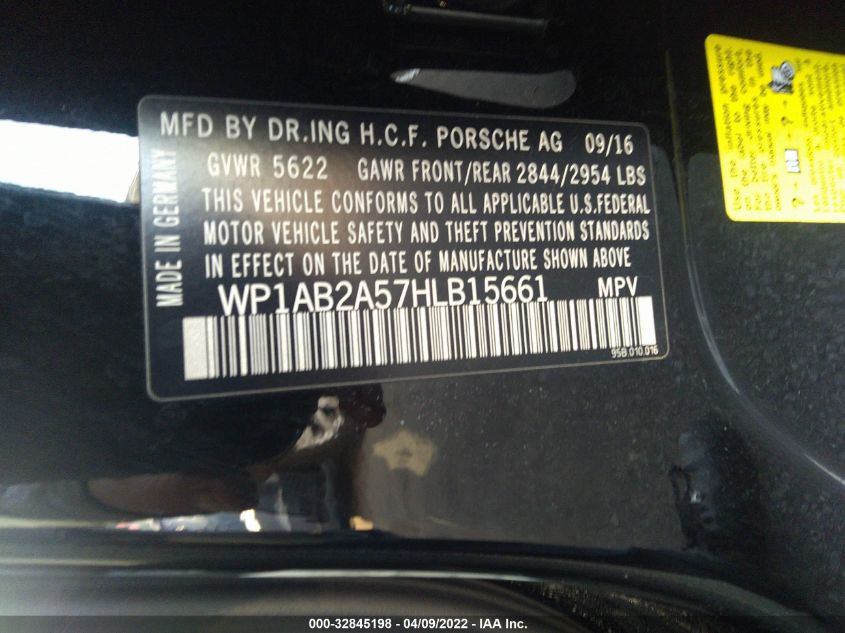 MFD BY DR.ING H.C.F. PORSCHE AG 09/16
GVWR 5622 GAWR FRONT/REAR 2844/2954 LBS
THIS VEHICLE CONFORMS TO ALL APPLICABLE U.S.FEDERAL
MOTOR VEHICLE SAFETY AND THEFT PREVENTION STANDARDS
IN EFFECT ON THE DATE OF MANUFACTURE SHOWN ABOVE
WP1AB2A57HLB15661 MPV
95B.010.016
MADE IN GERMANY
000-32845198 - 04/09/2022 - IAA Inc.